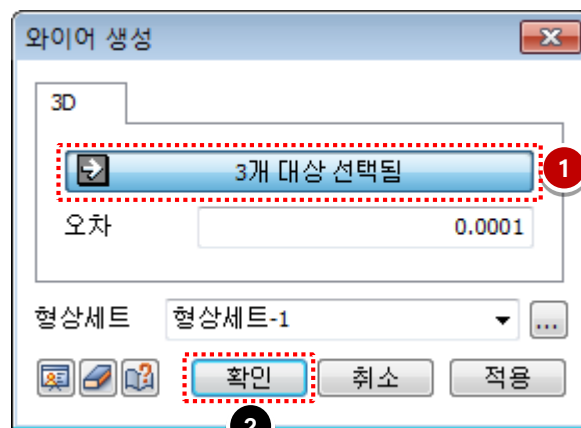 와이어 생성
3D
3개 대상 선택됨
1
오차 0.0001
형상세트 형상세트-1 ...
확인 취소 적용
2